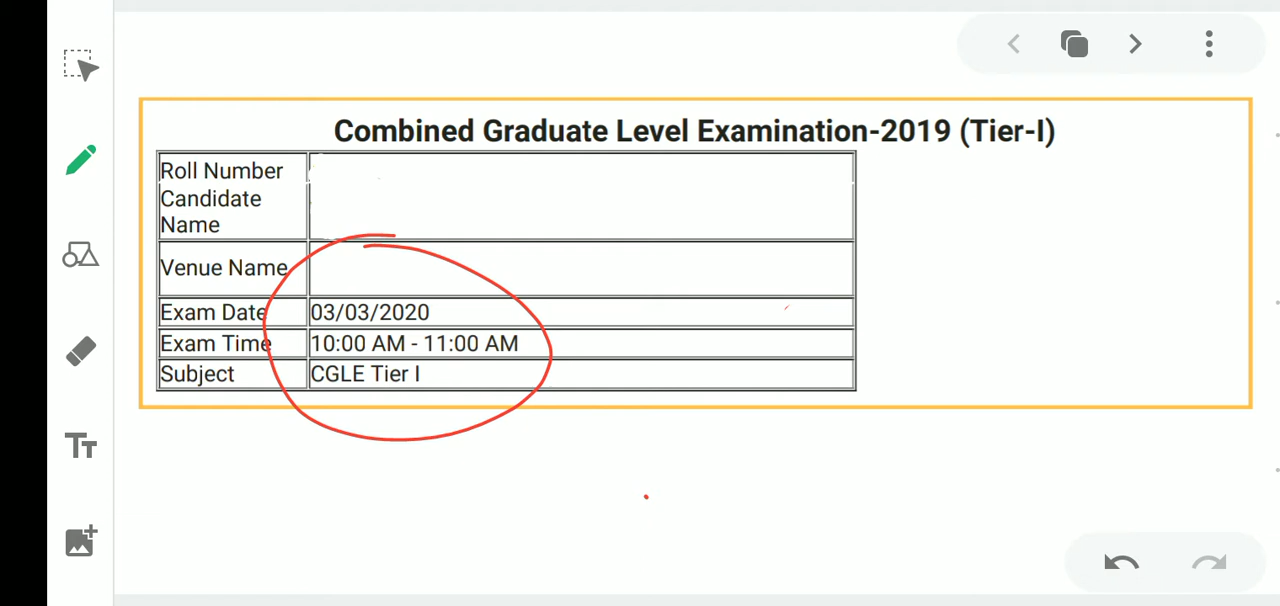 Combined Graduate Level Examination-2019 (Tier-I)
Roll Number
Candidate
Name
Venue Name
Exam Date 03/03/2020
Exam Time 10:00 AM - 11:00 AM
Subject CGLE Tier I